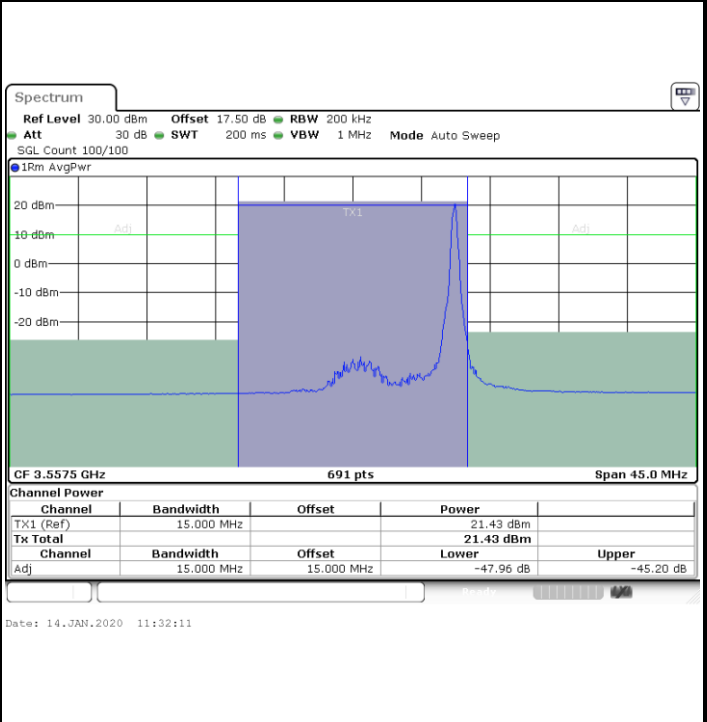 Spectrum
Ref Level 30.00 dBm Offset 17.50 dB RBW 200 kHz
Att 30 dB SWT 200 ms VBW 1 MHz Mode Auto Sweep
SGL Count 100/100
1Rm AvgPwr
20 dBm
TX1
Adj
Adj
10 dBm
0 dBm
-10 dBm
-20 dBm
CF 3.5575 GHz 691 pts Span 45.0 MHz
Channel Power
Channel Bandwidth Offset Power
TX1 (Ref) 15.000 MHz 21.43 dBm
Tx Total 21.43 dBm
Channel Bandwidth Offset Lower Upper
Adj 15.000 MHz 15.000 MHz -47.96 dB -45.20 dB
Ready
Date: 14.JAN.2020 11:32:11